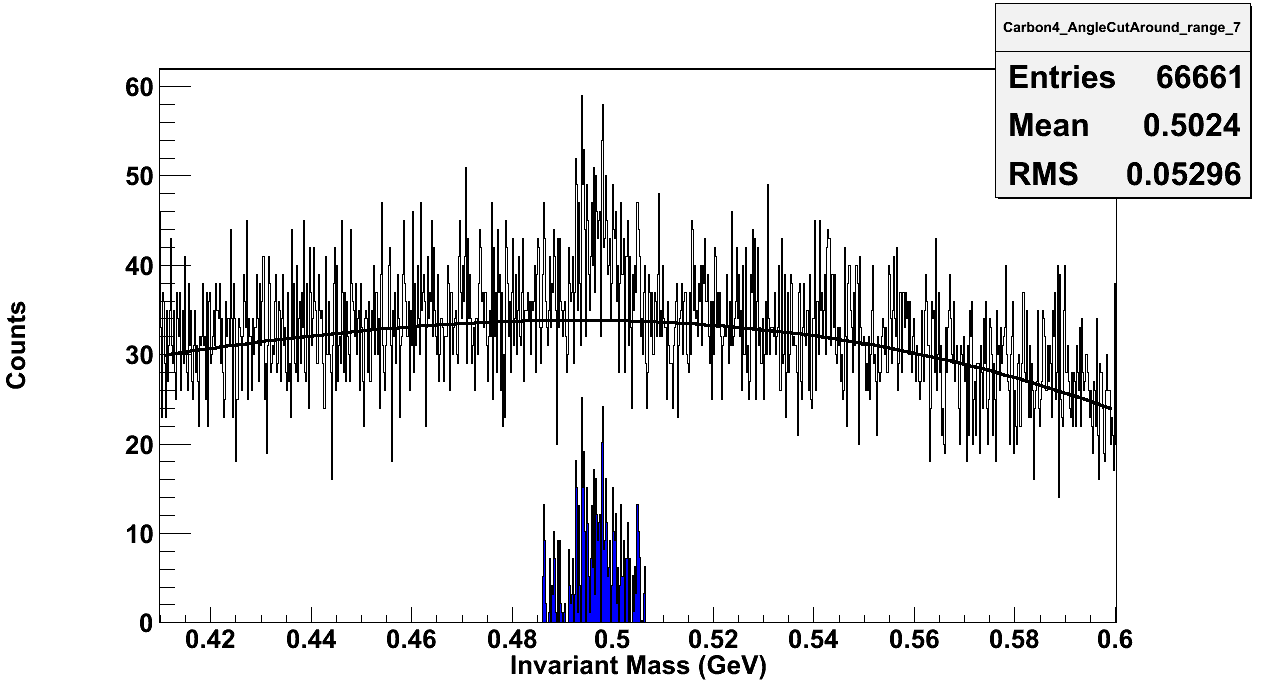 Carbon4_AngleCutAround_range_7
Entries 66661
Mean 0.5024
RMS 0.05296
60
50
40
30
20
10
0
Counts
0.42 0.44 0.46 0.48 0.5 0.52 0.54 0.56 0.58 0.6
Invariant Mass (GeV)